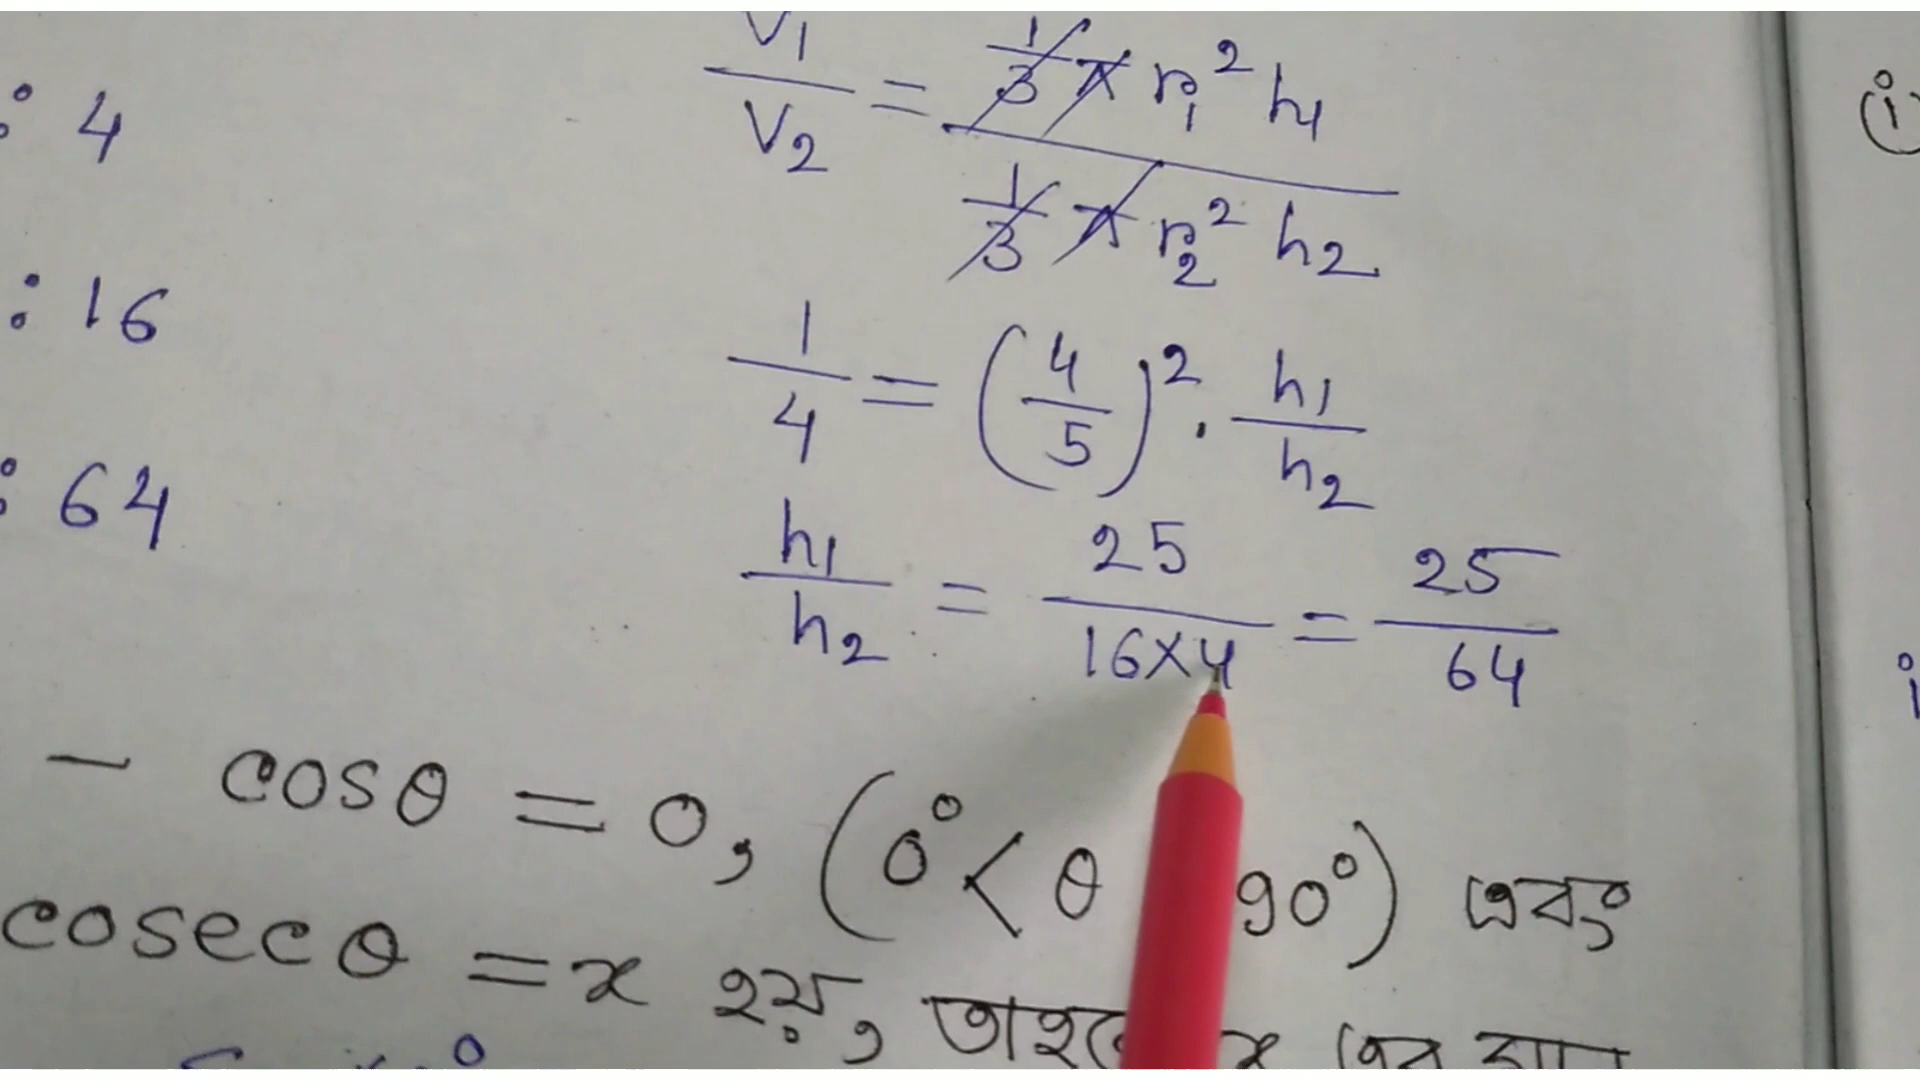 V₁/V₂ = (1/3 π r₁² h₁)/(1/3 π r₂² h₂)
: 4
(i)
: 16
1/4 = (4/5)² . h₁/h₂
: 64
h₁/h₂ = 25/(16×4) = 25/64
- cosθ = 0, (0° < θ 90°) এবং
cosecθ = x হয়,